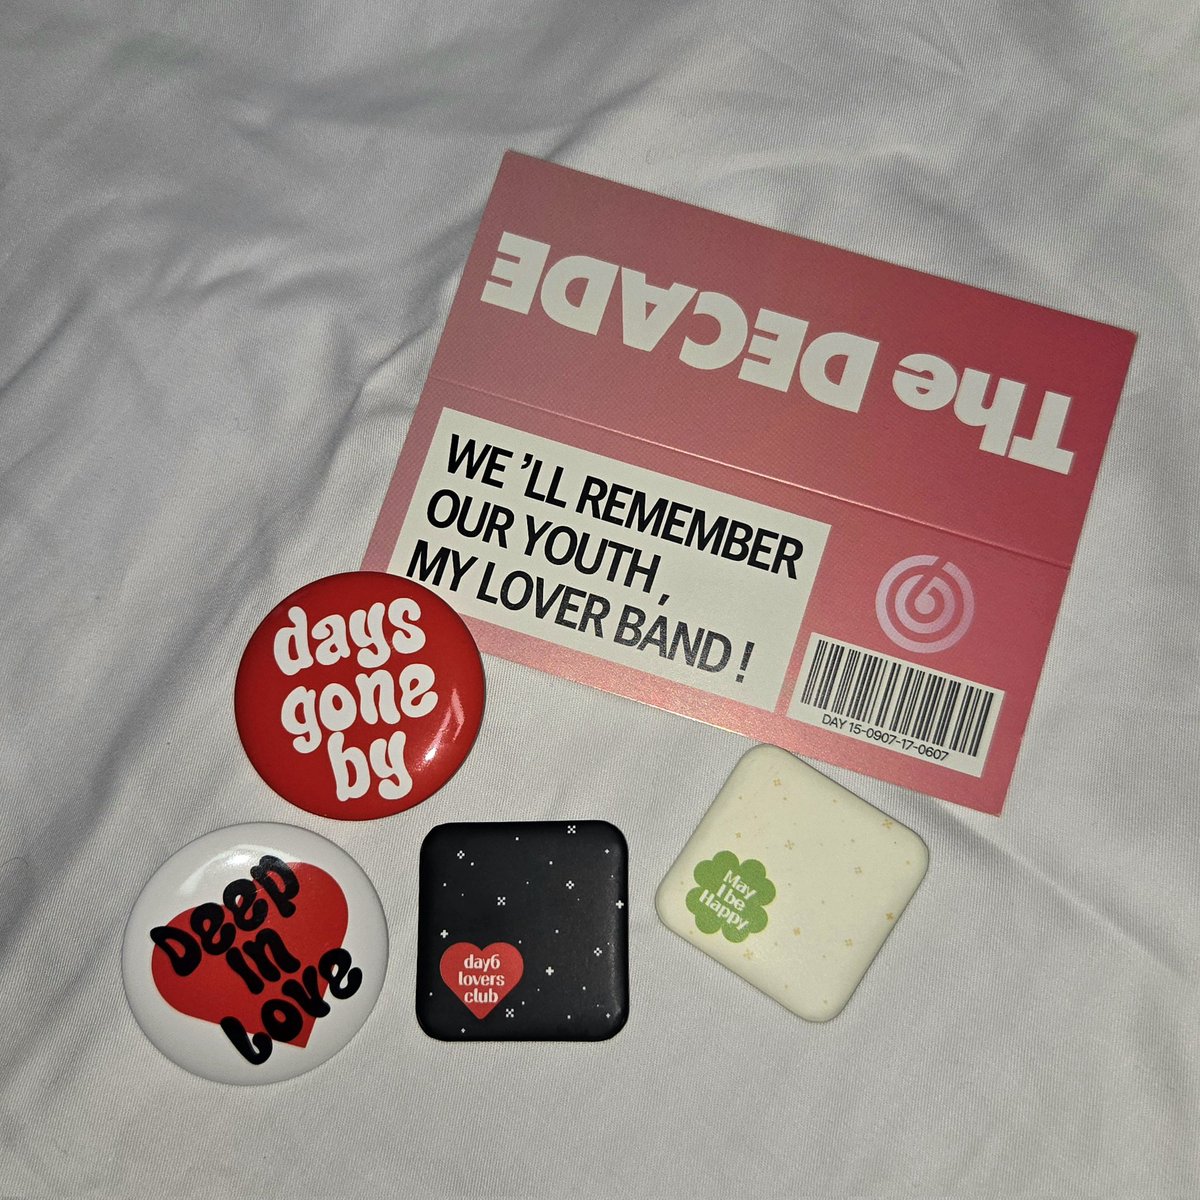 The DECADE
WE 'LL REMEMBER
OUR YOUTH,
MY LOVER BAND !
6
DAY 15-0907-17-0607
days
gone
by
Deep
in
Love
day6
lovers
club
May
I be
Happy